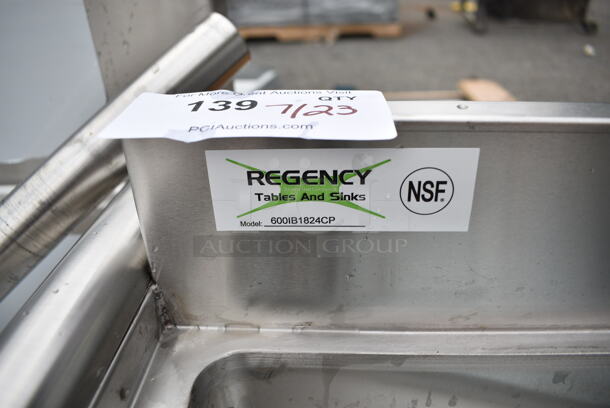 For More Great Auctions Visit
139 QTY
7/23
PCIAuctions.com
REGENCY
Tables And Sinks
NSF®
Model: 600IB1824CP
AUCTION GROUP